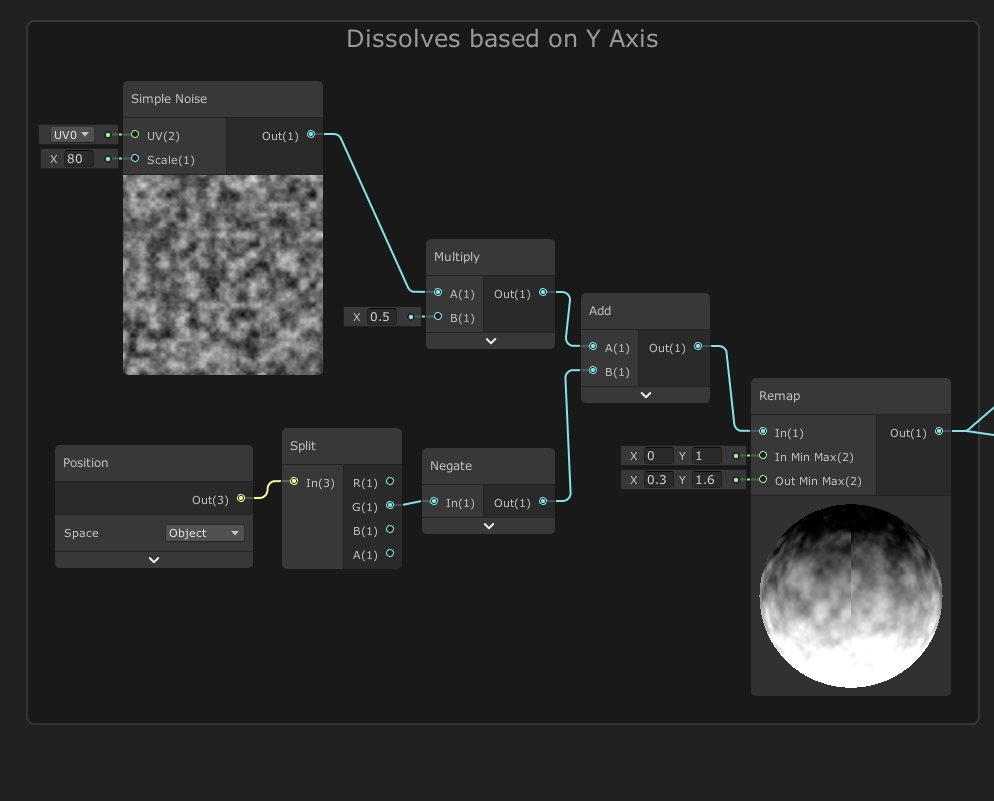 Dissolves based on Y Axis
Simple Noise
UV0
UV(2)
Out(1)
X 80
Scale(1)
Multiply
A(1)
Out(1)
X 0.5
B(1)
Add
A(1)
Out(1)
B(1)
Remap
In(1)
Out(1)
X 0 Y 1
In Min Max(2)
X 0.3 Y 1.6
Out Min Max(2)
Position
Out(3)
Space
Object
Split
In(3)
R(1)
G(1)
B(1)
A(1)
Negate
In(1)
Out(1)